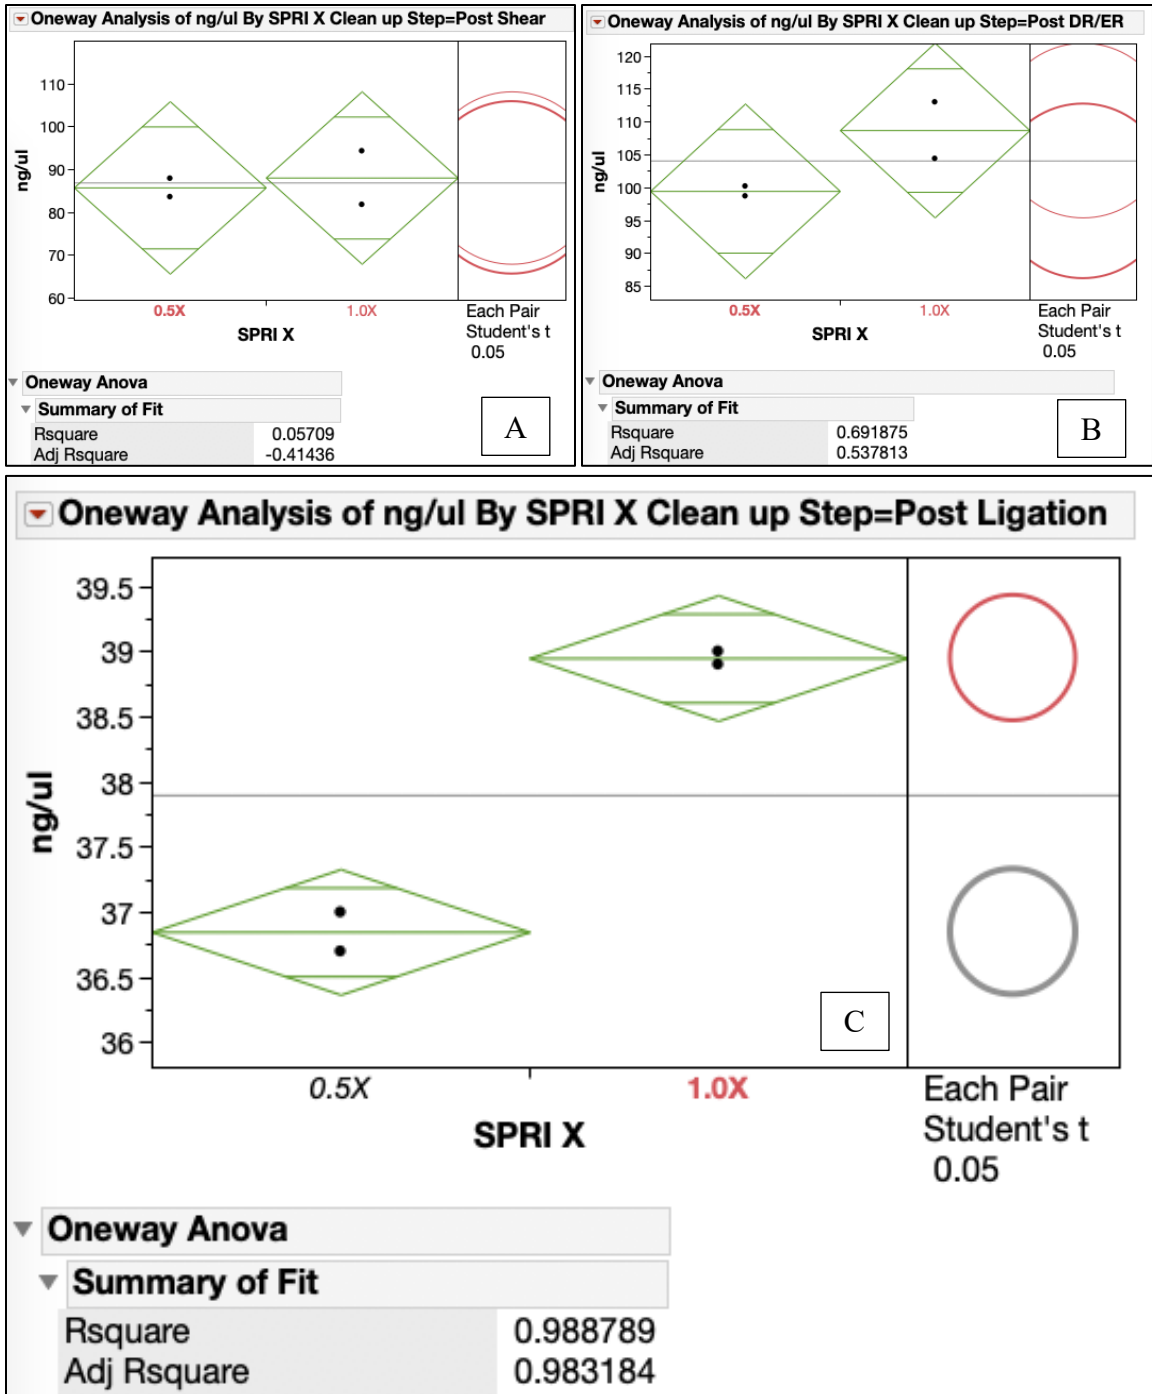 Oneway Analysis of ng/ul By SPRI X Clean up Step=Post Shear
110
100
90
80
70
60
ng/ul
0.5X
1.0X
SPRI X
Each Pair
Student's t
0.05
Oneway Anova
Summary of Fit
Rsquare 0.05709
Adj Rsquare -0.41436
A
Oneway Analysis of ng/ul By SPRI X Clean up Step=Post DR/ER
120
115
110
105
100
95
90
85
ng/ul
0.5X
1.0X
SPRI X
Each Pair
Student's t
0.05
Oneway Anova
Summary of Fit
Rsquare 0.691875
Adj Rsquare 0.537813
B
Oneway Analysis of ng/ul By SPRI X Clean up Step=Post Ligation
39.5
39
38.5
38
37.5
37
36.5
36
ng/ul
C
0.5X
1.0X
SPRI X
Each Pair
Student's t
0.05
Oneway Anova
Summary of Fit
Rsquare 0.988789
Adj Rsquare 0.983184